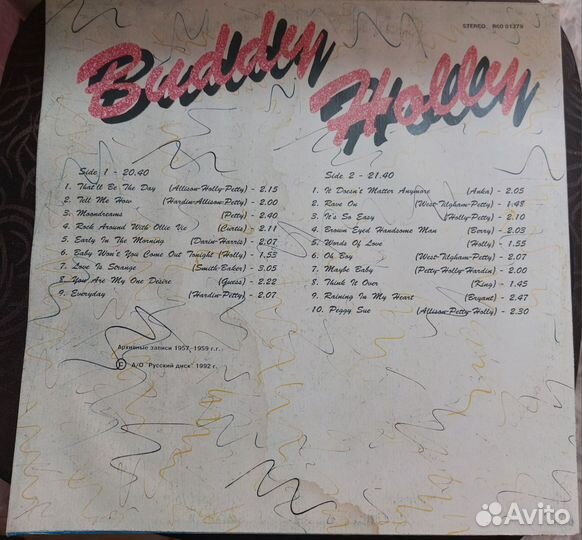 STEREO R60 01379
Buddy Holly
Side 1 - 20.40
1. That'll Be The Day (Allison-Holly-Petty) - 2.15
2. Tell Me How (Hardin-Allison-Petty) - 2.00
3. Moondreams (Petty) - 2.40
4. Rock Around With Ollie Vie (Curtis) - 2.11
5. Early In The Morning (Darin-Harris) - 2.07
6. Baby Won't You Come Out Tonight (Holly) - 1.53
7. Love Is Strange (Smith-Baker) - 3.05
8. You Are My One Desire (Guess) - 2.22
9. Everyday (Hardin-Petty) - 2.07
Side 2 - 21.40
1. It Doesn't Matter Anymore (Anka) - 2.05
2. Rave On (West-Tilgham-Petty) - 1.48
3. It's So Easy (Holly-Petty) - 2.10
4. Brown Eyed Handsome Man (Berry) - 2.03
5. Words Of Love (Holly) - 1.55
6. Oh Boy (West-Tilgham-Petty) - 2.07
7. Maybe Baby (Petty-Holly-Hardin) - 2.00
8. Think It Over (King) - 1.45
9. Raining In My Heart (Bryant) - 2.47
10. Peggy Sue (Allison-Petty-Holly) - 2.30
Архивные записи 1957-1959 г.г.
© А/О "Русский диск" 1992 г.
Avito